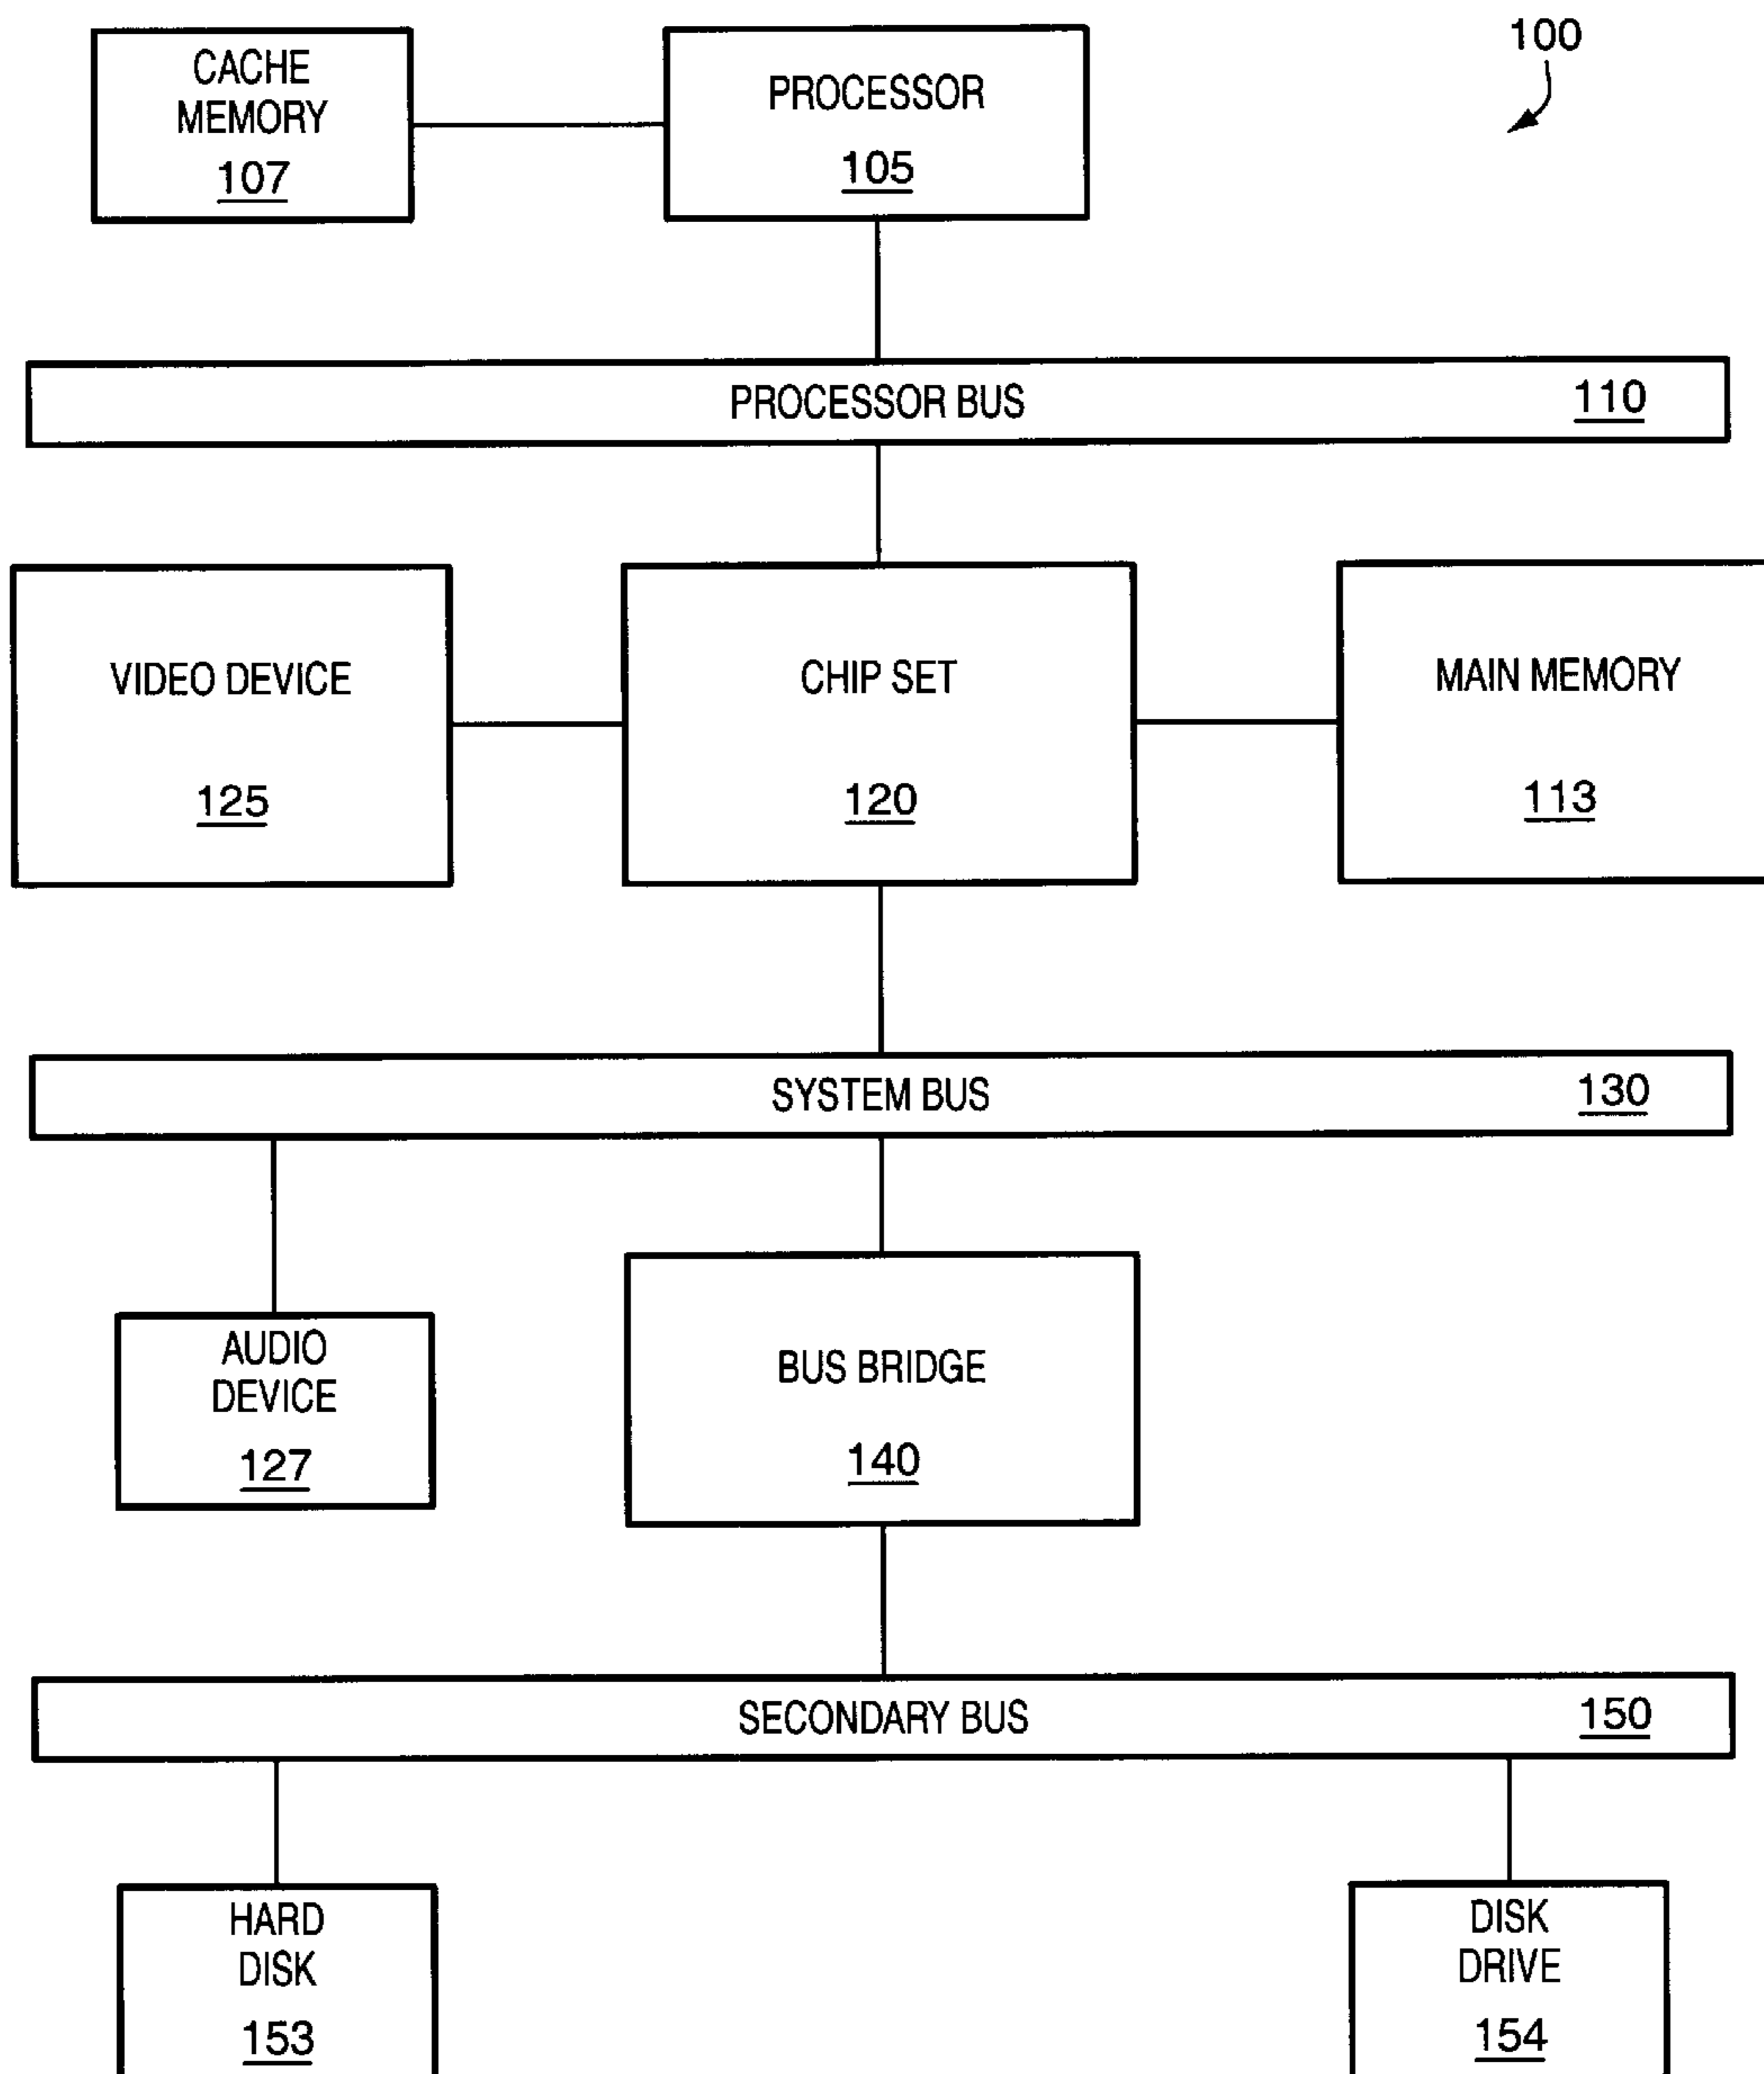 CACHE
MEMORY
107
PROCESSOR
105
100
PROCESSOR BUS 110
VIDEO DEVICE
125
CHIP SET
120
MAIN MEMORY
113
SYSTEM BUS 130
AUDIO
DEVICE
127
BUS BRIDGE
140
SECONDARY BUS 150
HARD
DISK
153
DISK
DRIVE
154